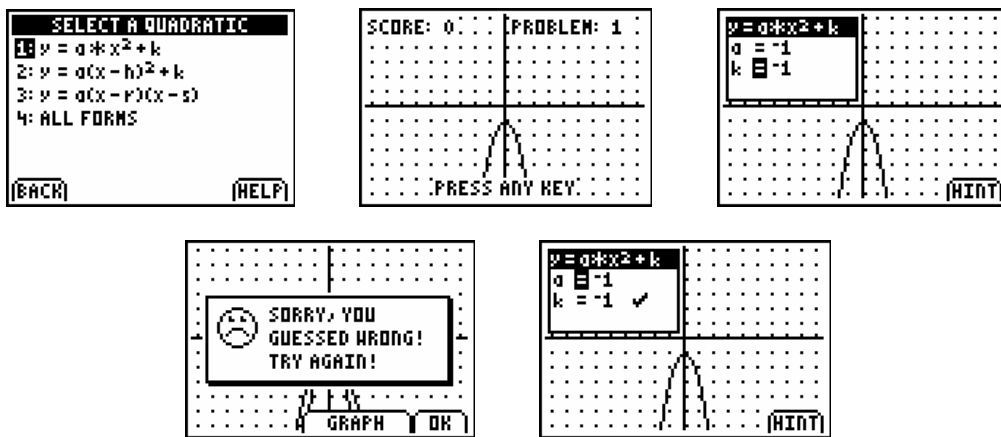 SELECT A QUADRATIC
1: y = a*x²+k
2: y = a(x-h)²+k
3: y = a(x-r)(x-s)
4: ALL FORMS
BACK HELP
SCORE: 0 PROBLEM: 1
PRESS ANY KEY
y=a*x²+k
a = ⁻1
k = ⁻1
HINT
SORRY, YOU
GUESSED WRONG!
TRY AGAIN!
GRAPH OK
y=a*x²+k
a = ⁻1
k = ⁻1 ✔
HINT